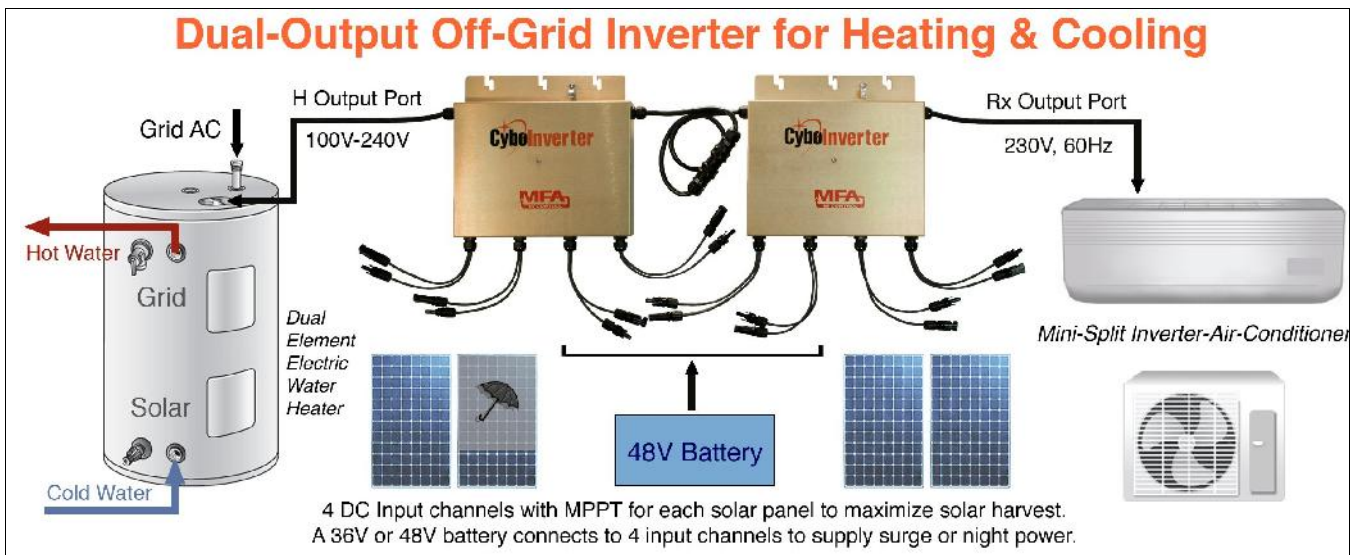 Dual-Output Off-Grid Inverter for Heating & Cooling
H Output Port
100V-240V
Grid AC
Rx Output Port
230V, 60Hz
CyboInverter
MFA
CyboInverter
MFA
Hot Water
Grid
Dual
Element
Electric
Water
Heater
Solar
Cold Water
Mini-Split Inverter-Air-Conditioner
48V Battery
4 DC Input channels with MPPT for each solar panel to maximize solar harvest.
A 36V or 48V battery connects to 4 input channels to supply surge or night power.